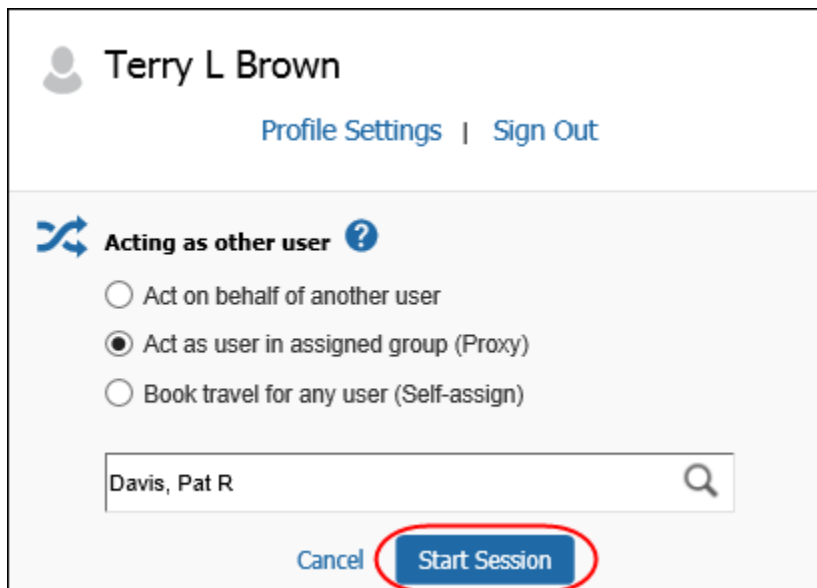 Terry L Brown
Profile Settings | Sign Out
Acting as other user ?
Act on behalf of another user
Act as user in assigned group (Proxy)
Book travel for any user (Self-assign)
Davis, Pat R
Cancel Start Session